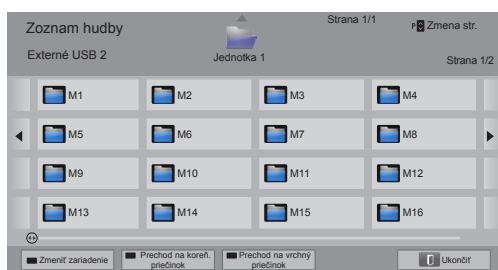 Zoznam hudby
Strana 1/1
P Zmena str.
Externé USB 2
Jednotka 1
Strana 1/2
M1
M2
M3
M4
M5
M6
M7
M8
M9
M10
M11
M12
M13
M14
M15
M16
Zmeniť zariadenie
Prechod na koreň.
priečinok
Prechod na vrchný
priečinok
Ukončiť